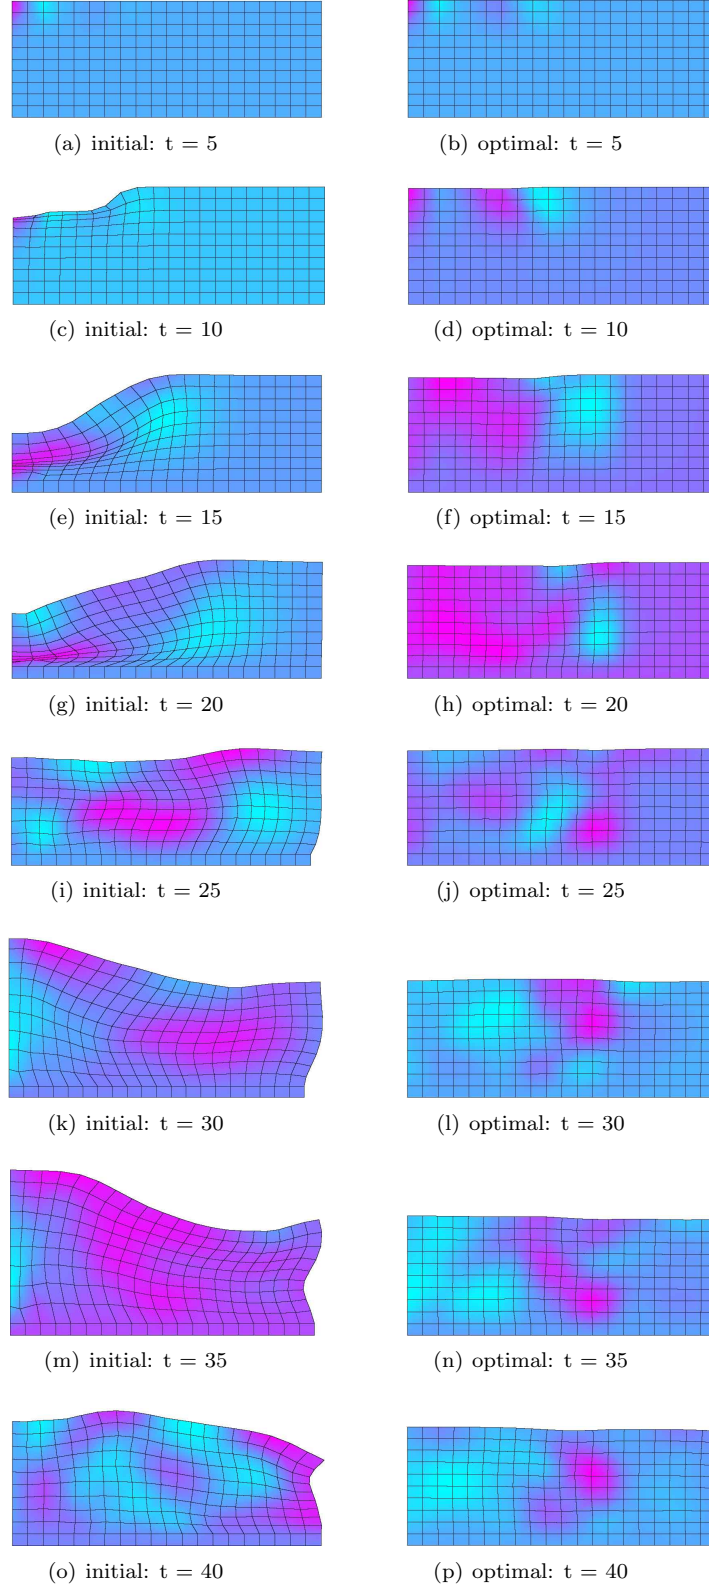 (a) initial: t = 5
(b) optimal: t = 5
(c) initial: t = 10
(d) optimal: t = 10
(e) initial: t = 15
(f) optimal: t = 15
(g) initial: t = 20
(h) optimal: t = 20
(i) initial: t = 25
(j) optimal: t = 25
(k) initial: t = 30
(l) optimal: t = 30
(m) initial: t = 35
(n) optimal: t = 35
(o) initial: t = 40
(p) optimal: t = 40